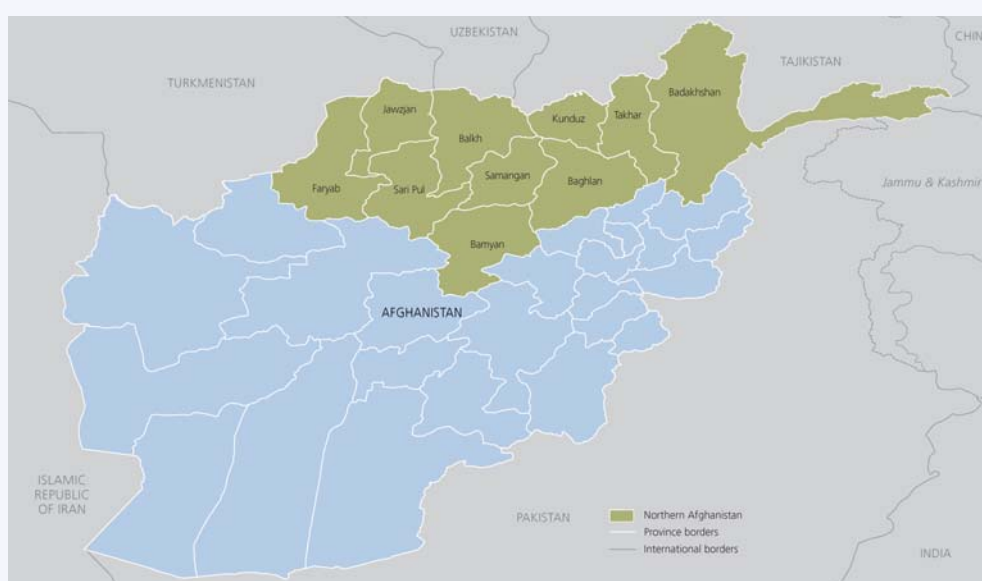 UZBEKISTAN
CHIN
TURKMENISTAN
TAJIKISTAN
Badakhshan
Jawzjan
Kunduz
Takhar
Balkh
Samangan
Baghlan
Jammu & Kashmir
Faryab
Sari Pul
Bamyan
AFGHANISTAN
ISLAMIC
REPUBLIC
OF IRAN
PAKISTAN
INDIA
Northern Afghanistan
Province borders
International borders